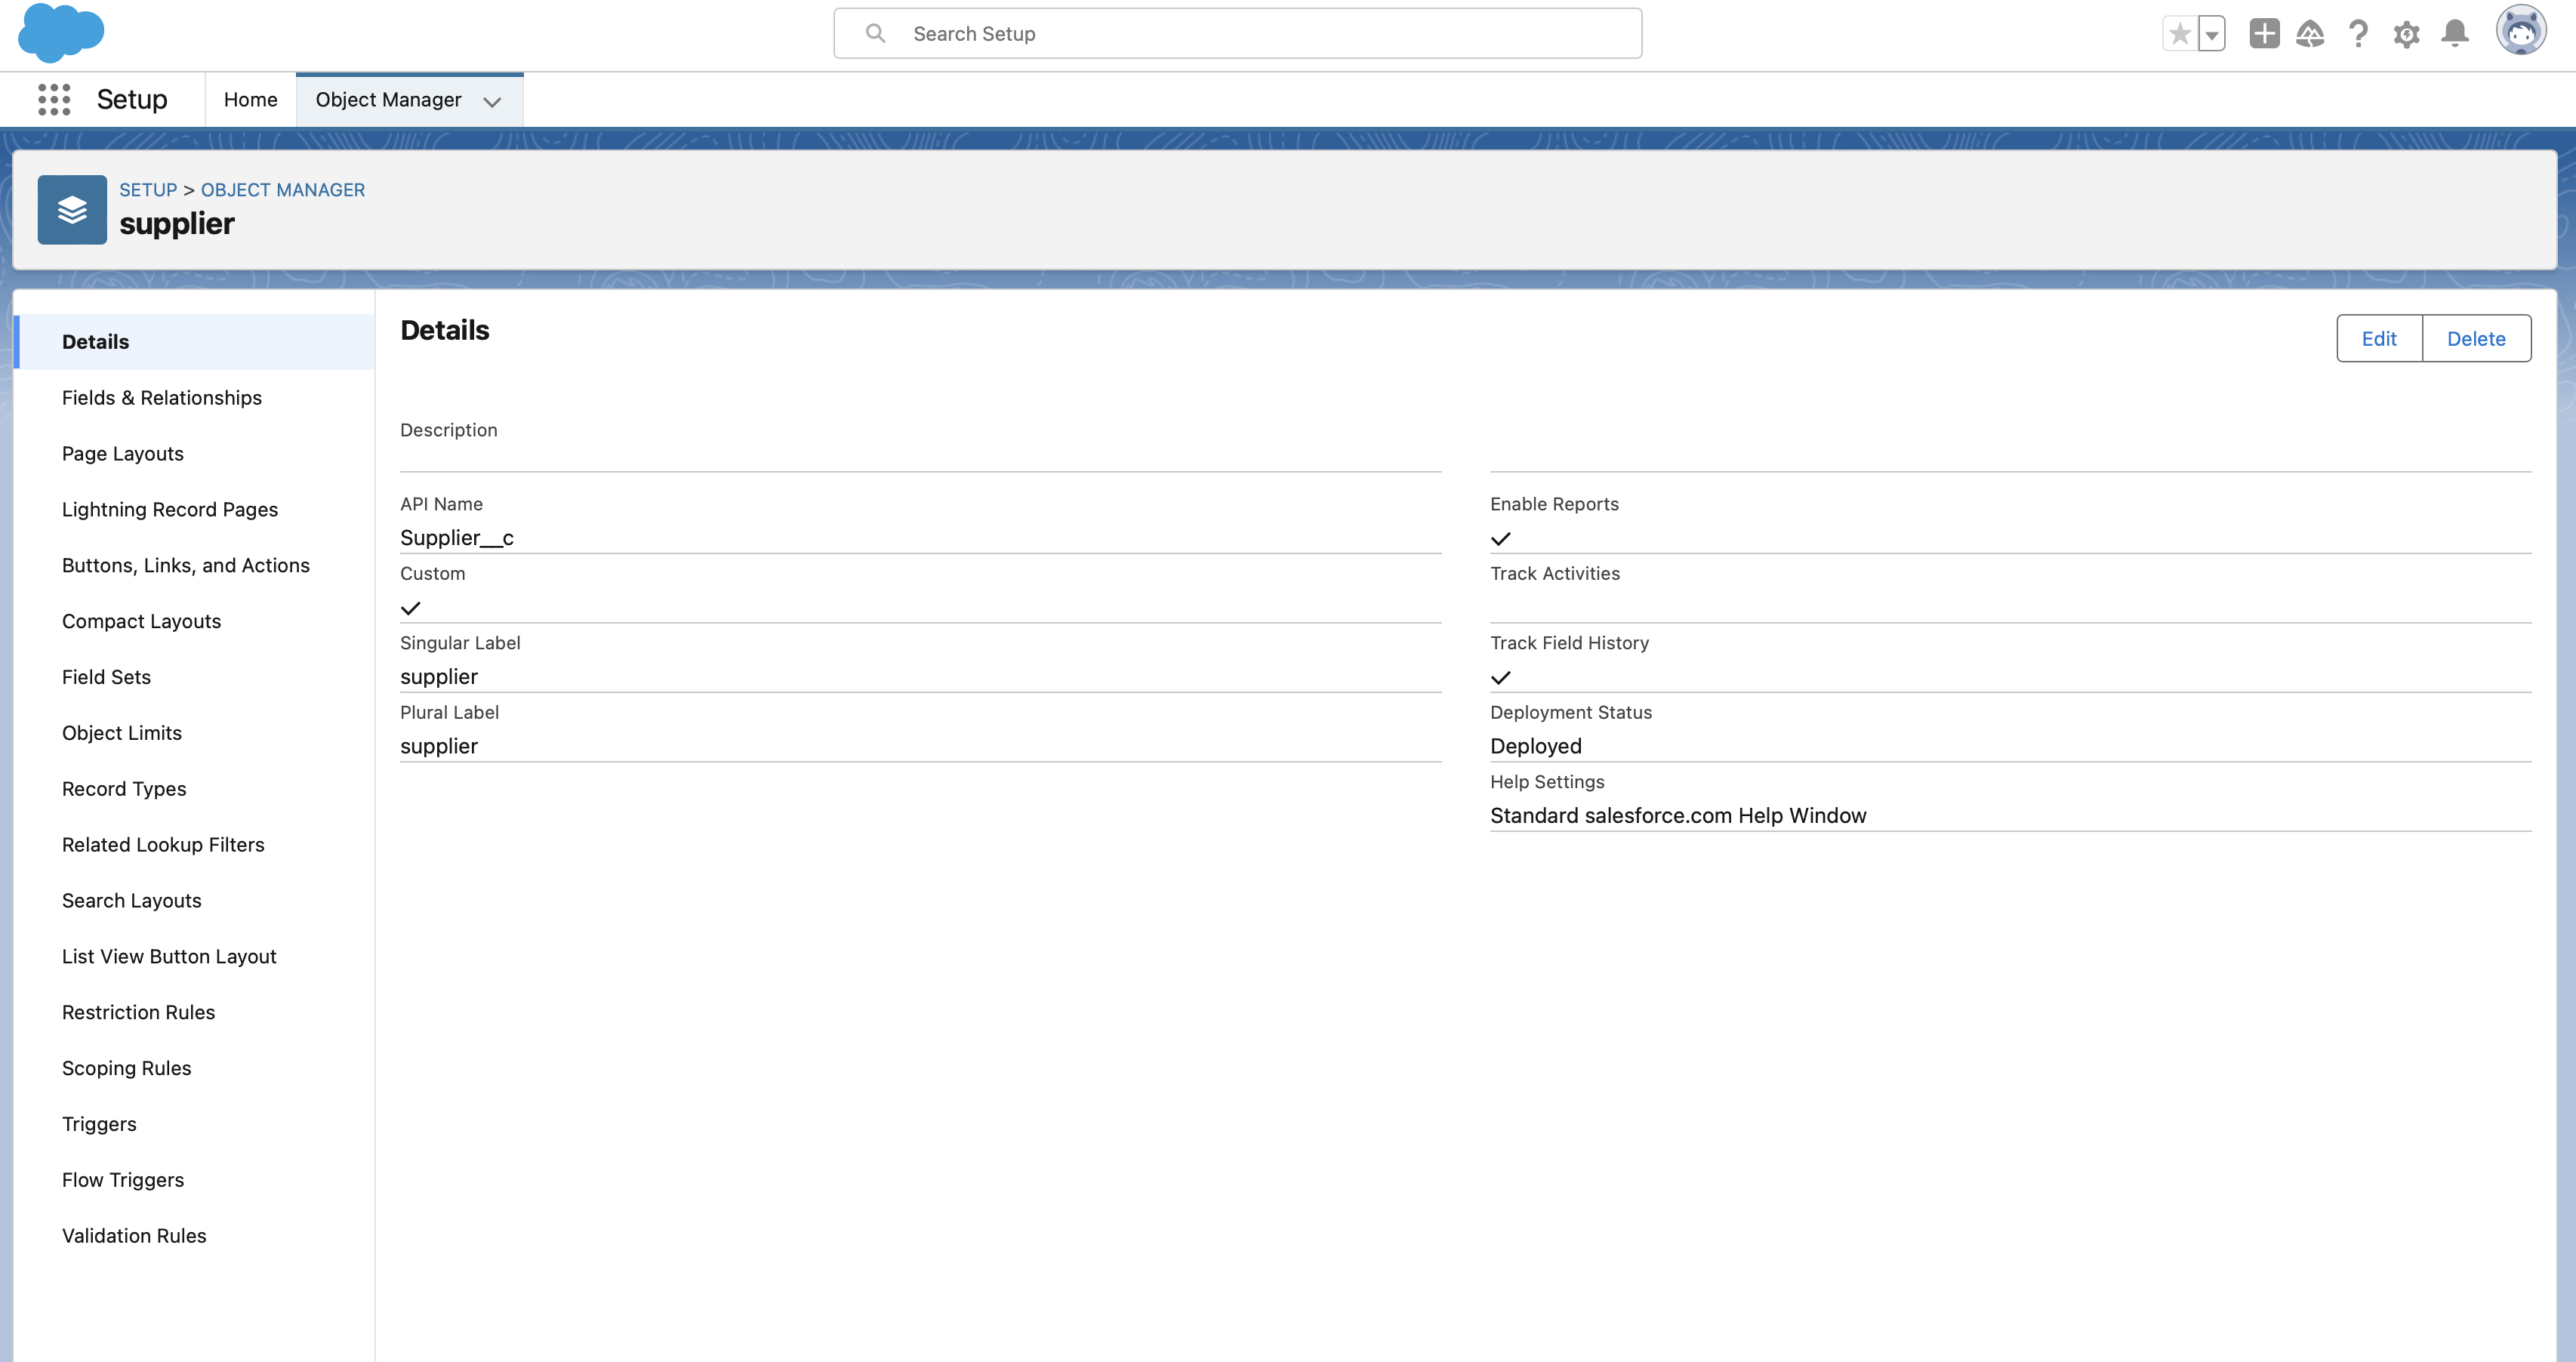 Search Setup
Setup
Home
Object Manager
SETUP > OBJECT MANAGER
supplier
Details
Fields & Relationships
Page Layouts
Lightning Record Pages
Buttons, Links, and Actions
Compact Layouts
Field Sets
Object Limits
Record Types
Related Lookup Filters
Search Layouts
List View Button Layout
Restriction Rules
Scoping Rules
Triggers
Flow Triggers
Validation Rules
Details
Edit
Delete
Description
API Name
Supplier__c
Custom
Singular Label
supplier
Plural Label
supplier
Enable Reports
Track Activities
Track Field History
Deployment Status
Deployed
Help Settings
Standard salesforce.com Help Window